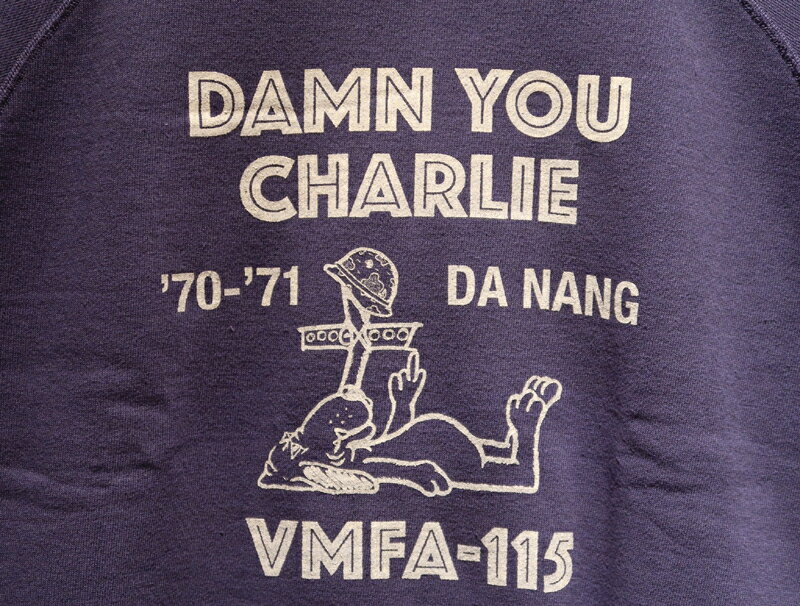 DAMN YOU
CHARLIE
'70-'71 DA NANG
VMFA-115